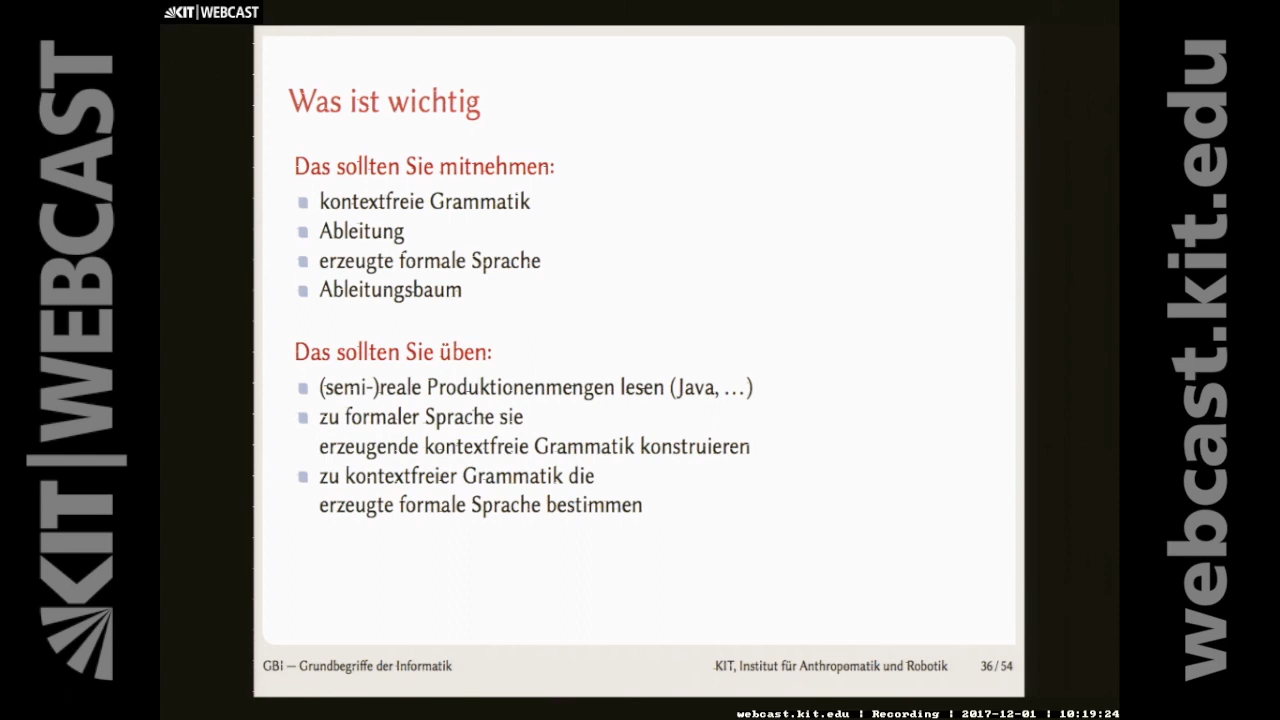 KIT | WEBCAST
KIT | WEBCAST
webcast.kit.edu
Was ist wichtig
Das sollten Sie mitnehmen:
kontextfreie Grammatik
Ableitung
erzeugte formale Sprache
Ableitungsbaum
Das sollten Sie üben:
(semi-)reale Produktionenmengen lesen (Java, …)
zu formaler Sprache sie
erzeugende kontextfreie Grammatik konstruieren
zu kontextfreier Grammatik die
erzeugte formale Sprache bestimmen
GBI — Grundbegriffe der Informatik
KIT, Institut für Anthropomatik und Robotik
36 / 54
webcast.kit.edu | Recording | 2017-12-01 | 10:19:24